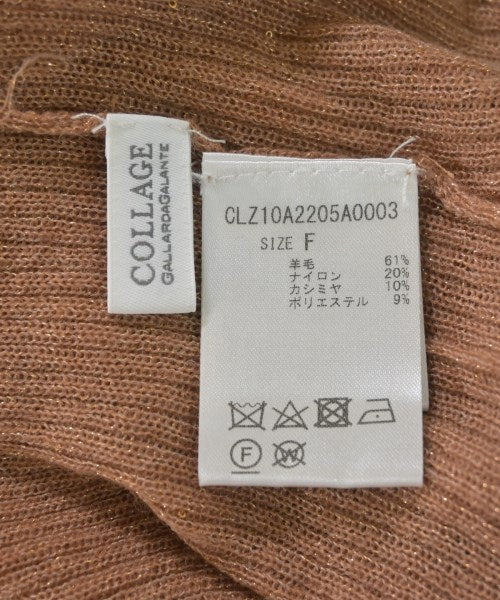 COLLAGE
GALLARDAGALANTE
CLZ10A2205A0003
SIZE F
羊毛 61%
ナイロン 20%
カシミヤ 10%
ポリエステル 9%
F W